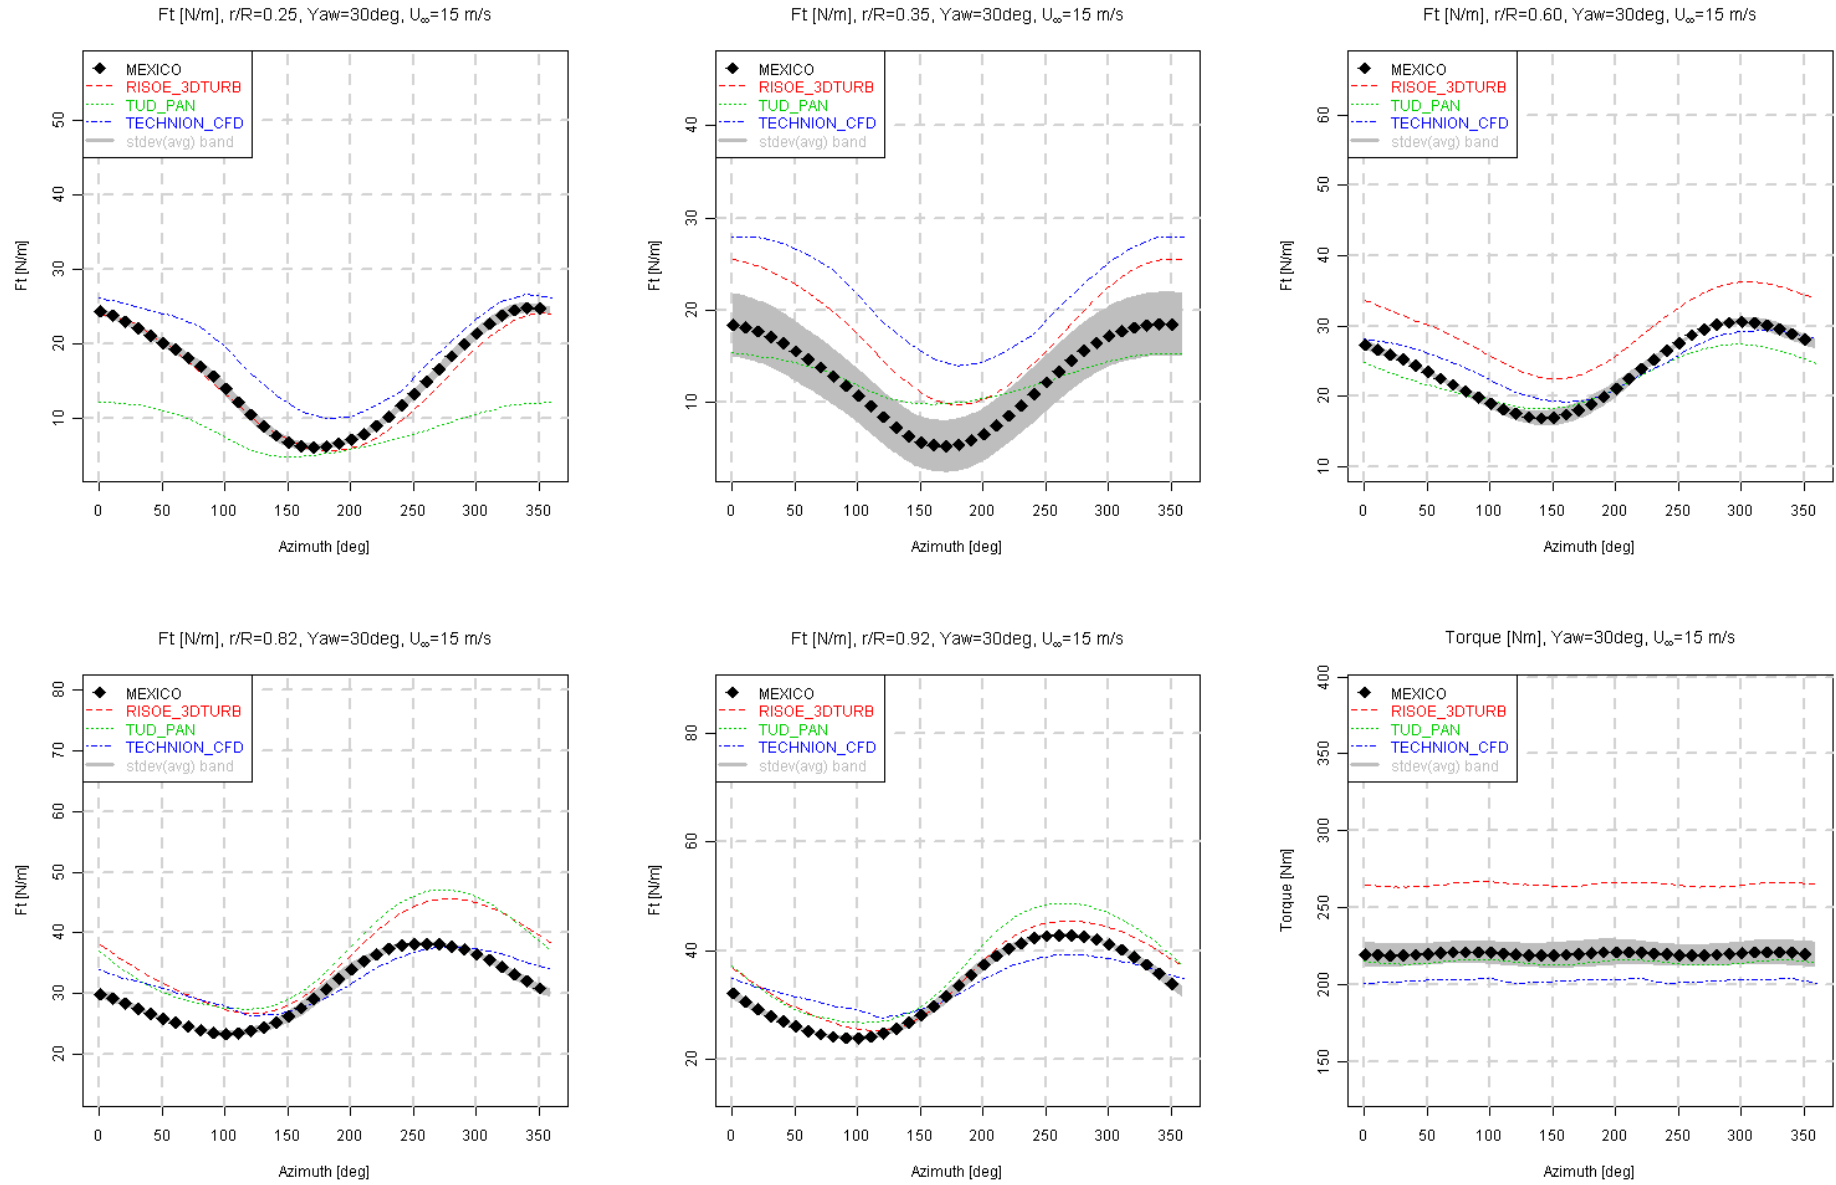 Ft [N/m], r/R=0.25, Yaw=30deg, U∞=15 m/s
MEXICO
RISOE_3DTURB
TUD_PAN
TECHNION_CFD
stdev(avg) band
50
40
30
20
10
Ft [N/m]
0 50 100 150 200 250 300 350
Azimuth [deg]
Ft [N/m], r/R=0.35, Yaw=30deg, U∞=15 m/s
MEXICO
RISOE_3DTURB
TUD_PAN
TECHNION_CFD
stdev(avg) band
40
30
20
10
Ft [N/m]
0 50 100 150 200 250 300 350
Azimuth [deg]
Ft [N/m], r/R=0.60, Yaw=30deg, U∞=15 m/s
MEXICO
RISOE_3DTURB
TUD_PAN
TECHNION_CFD
stdev(avg) band
60
50
40
30
20
10
Ft [N/m]
0 50 100 150 200 250 300 350
Azimuth [deg]
Ft [N/m], r/R=0.82, Yaw=30deg, U∞=15 m/s
MEXICO
RISOE_3DTURB
TUD_PAN
TECHNION_CFD
stdev(avg) band
80
70
60
50
40
30
20
Ft [N/m]
0 50 100 150 200 250 300 350
Azimuth [deg]
Ft [N/m], r/R=0.92, Yaw=30deg, U∞=15 m/s
MEXICO
RISOE_3DTURB
TUD_PAN
TECHNION_CFD
stdev(avg) band
80
60
40
20
Ft [N/m]
0 50 100 150 200 250 300 350
Azimuth [deg]
Torque [Nm], Yaw=30deg, U∞=15 m/s
MEXICO
RISOE_3DTURB
TUD_PAN
TECHNION_CFD
stdev(avg) band
400
350
300
250
200
150
Torque [Nm]
0 50 100 150 200 250 300 350
Azimuth [deg]